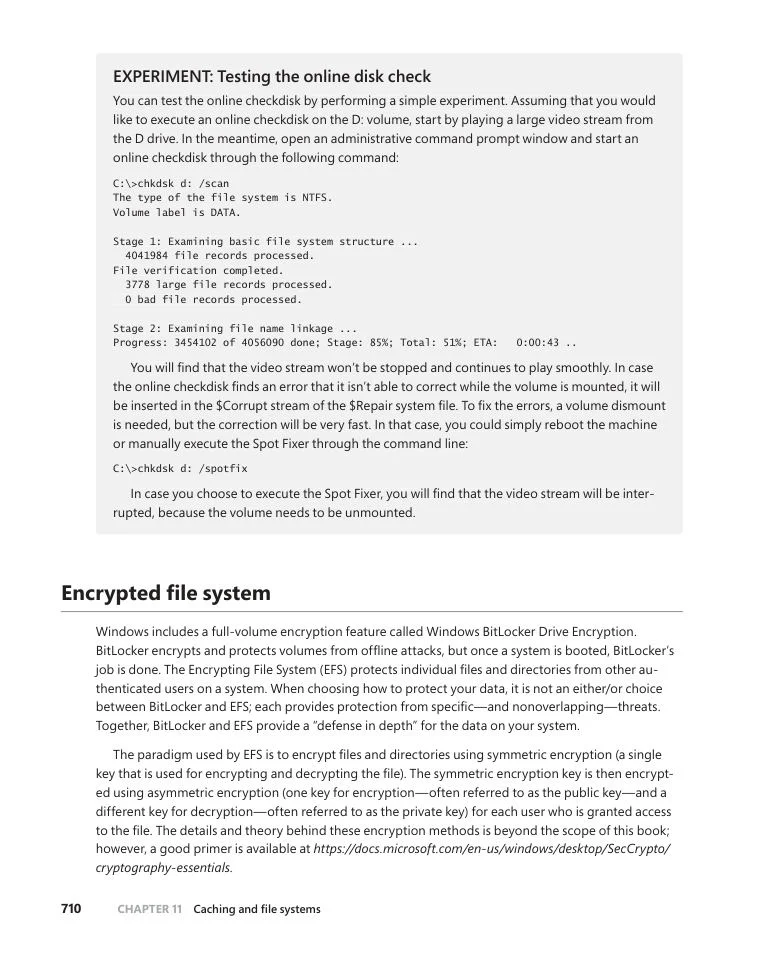 EXPERIMENT: Testing the online disk check
You can test the online checkdisk by performing a simple experiment. Assuming that you would
like to execute an online checkdisk on the D: volume, start by playing a large video stream from
the D drive. In the meantime, open an administrative command prompt window and start an
online checkdisk through the following command:
C:\>chkdsk d: /scan
The type of the file system is NTFS.
Volume label is DATA.
Stage 1: Examining basic file system structure ...
4041984 file records processed.
File verification completed.
3778 large file records processed.
0 bad file records processed.
Stage 2: Examining file name linkage ...
Progress: 3454102 of 4056090 done; Stage: 85%; Total: 51%; ETA:   0:00:43 ..
You will find that the video stream won't be stopped and continues to play smoothly. In case
the online checkdisk finds an error that it isn't able to correct while the volume is mounted, it will
be inserted in the $Corrupt stream of the $Repair system file. To fix the errors, a volume dismount
is needed, but the correction will be very fast. In that case, you could simply reboot the machine
or manually execute the Spot Fixer through the command line:
C:\>chkdsk d: /spotfix
In case you choose to execute the Spot Fixer, you will find that the video stream will be inter-
rupted, because the volume needs to be unmounted.
Encrypted file system
Windows includes a full-volume encryption feature called Windows BitLocker Drive Encryption.
BitLocker encrypts and protects volumes from offline attacks, but once a system is booted, BitLocker's
job is done. The Encrypting File System (EFS) protects individual files and directories from other au-
thenticated users on a system. When choosing how to protect your data, it is not an either/or choice
between BitLocker and EFS; each provides protection from specific—and nonoverlapping—threats.
Together, BitLocker and EFS provide a "defense in depth" for the data on your system.
The paradigm used by EFS is to encrypt files and directories using symmetric encryption (a single
key that is used for encrypting and decrypting the file). The symmetric encryption key is then encrypt-
ed using asymmetric encryption (one key for encryption—often referred to as the public key—and a
different key for decryption—often referred to as the private key) for each user who is granted access
to the file. The details and theory behind these encryption methods is beyond the scope of this book;
however, a good primer is available at https://docs.microsoft.com/en-us/windows/desktop/SecCrypto/
cryptography-essentials.
710 CHAPTER 11 Caching and file systems